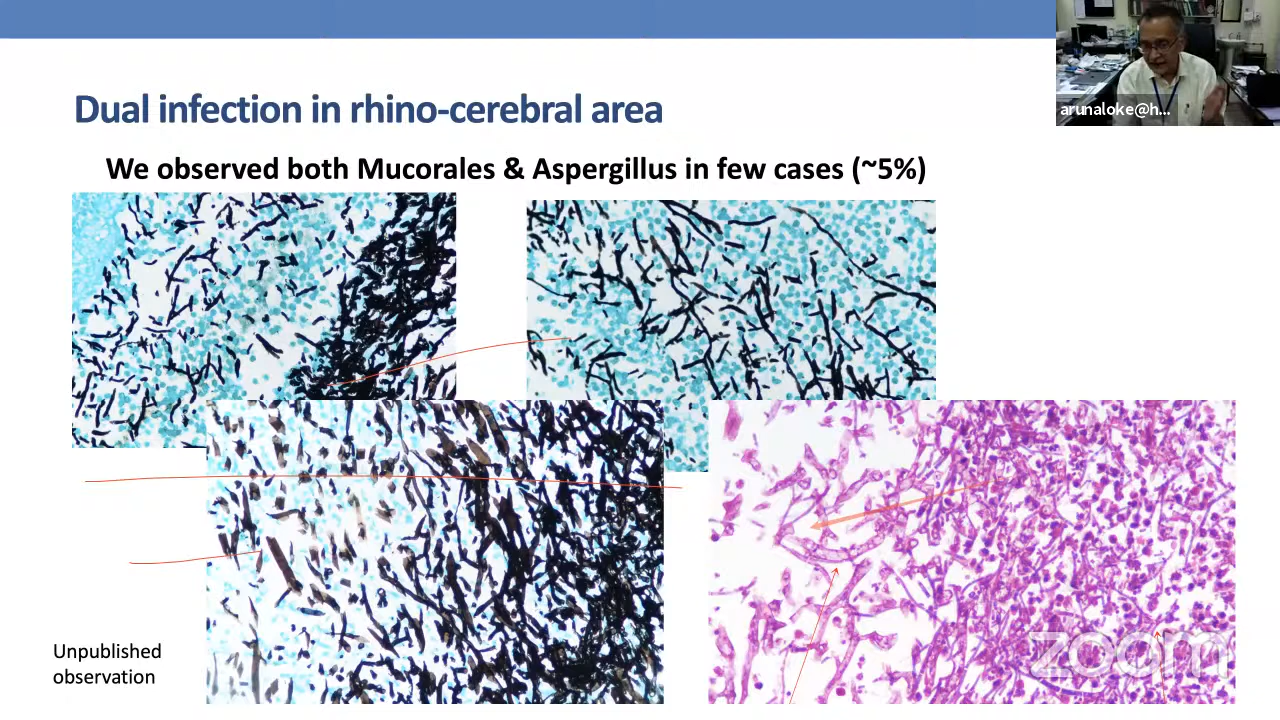 Dual infection in rhino-cerebral area
arunaloke@h...
We observed both Mucorales & Aspergillus in few cases (~5%)
Unpublished
observation
zoom